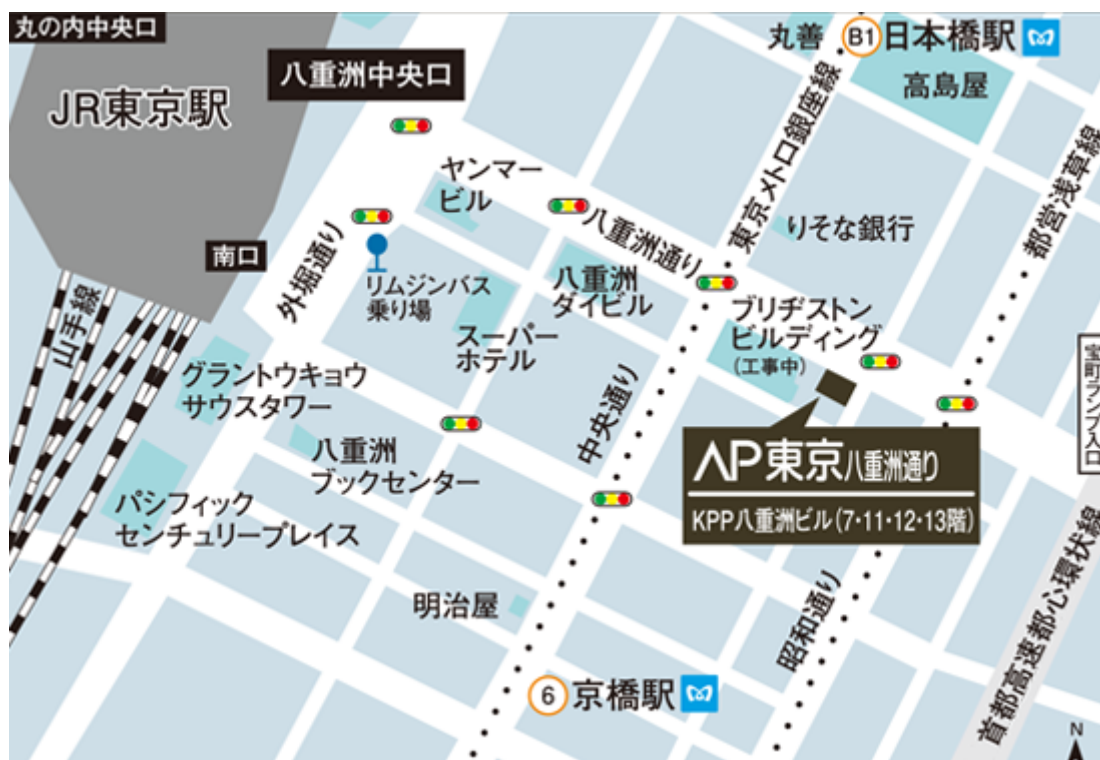 丸の内中央口
JR東京駅
八重洲中央口
丸善
B1
日本橋駅
高島屋
ヤンマー
ビル
八重洲通り
東京メトロ銀座線
りそな銀行
都営浅草線
南口
外堀通り
リムジンバス
乗り場
八重洲
ダイビル
ブリヂストン
ビルディング
(工事中)
山手線
スーパー
ホテル
グラントウキョウ
サウスタワー
中央通り
宝町ランプ入口
八重洲
ブックセンター
AP東京八重洲通り
KPP八重洲ビル(7・11・12・13階)
パシフィック
センチュリープレイス
明治屋
昭和通り
首都高速都心環状線
6
京橋駅
N